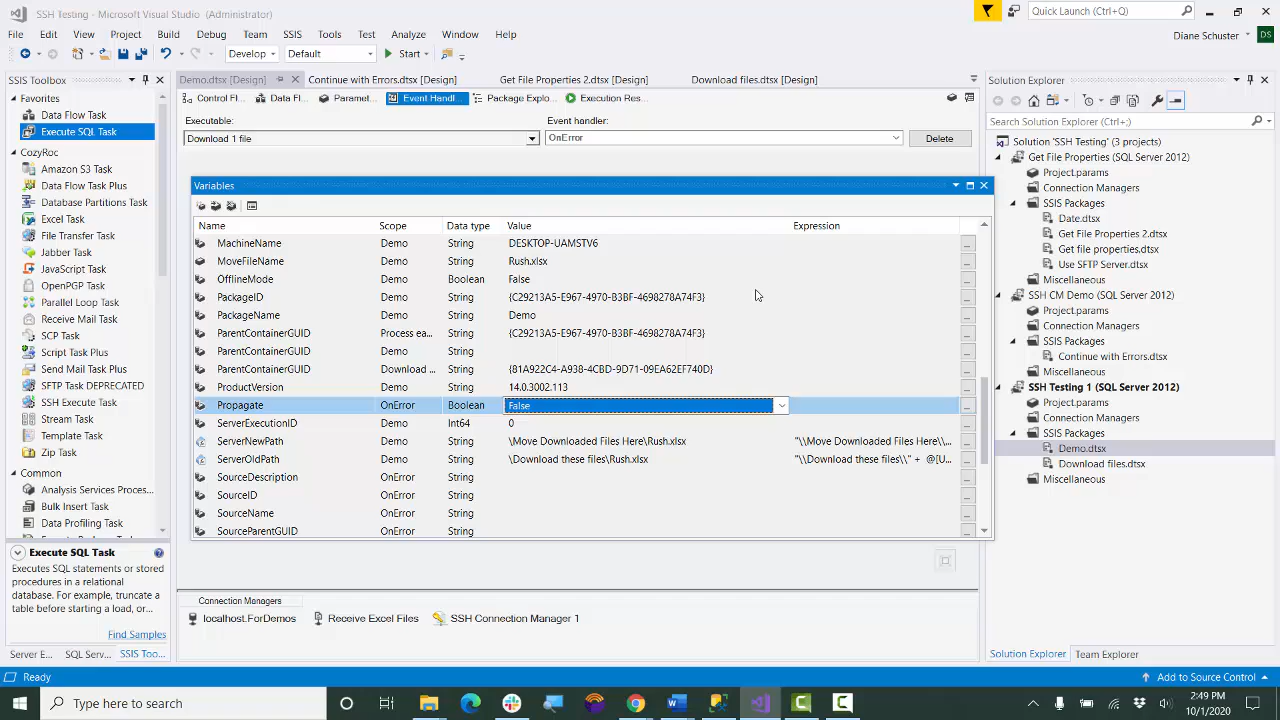 SSH Testing - Microsoft Visual Studio (Administrator)
Quick Launch (Ctrl+Q)
File Edit View Project Build Debug Team SSIS Tools Test Analyze Window Help
Diane Schuster DS
Develop Default Start
SSIS Toolbox
Favorites
Data Flow Task
Execute SQL Task
CozyRoc
Amazon S3 Task
Data Flow Task Plus
Database Partitions Task
Excel Task
File Transfer Task
Jabber Task
JavaScript Task
OpenPGP Task
Parallel Loop Task
Receive Mail Task
SCP Task
Script Task Plus
Send Mail Task Plus
SFTP Task DEPRECATED
SSH Execute Task
Stream Task
Template Task
Zip Task
Common
Analysis Services Proces...
Bulk Insert Task
Data Profiling Task
Execute SQL Task
Execute SQL statements or stored
procedures in a relational
database. For example, truncate a
table before starting a load, or...
Find Samples
Server E... SQL Serv... SSIS Too...
Demo.dtsx [Design] Continue with Errors.dtsx [Design] Get File Properties 2.dtsx [Design] Download files.dtsx [Design]
Control Fl... Data Fl... Paramet... Event Handl... Package Explo... Execution Res...
Executable: Event handler:
Download 1 file OnError Delete
Variables
Name Scope Data type Value Expression
MachineName Demo String DESKTOP-UAMSTV6
MoveFileName Demo String Rush.xlsx
OfflineMode Demo Boolean False
PackageID Demo String {C29213A5-E967-4970-B3BF-4698278A74F3}
PackageName Demo String Demo
ParentContainerGUID Process ea... String {C29213A5-E967-4970-B3BF-4698278A74F3}
ParentContainerGUID Demo String
ParentContainerGUID Download ... String {81A922C4-A938-4CBD-9D71-09EA62EF740D}
ProductVersion Demo String 14.0.3002.113
Propagate OnError Boolean False
ServerExecutionID Demo Int64 0
ServerNewPath Demo String \Move Downloaded Files Here\Rush.xlsx "\\Move Downloaded Files Here\\...
ServerOldPath Demo String \Download these files\Rush.xlsx "\\Download these files\\" + @[U...
SourceDescription OnError String
SourceID OnError String
SourceName OnError String
SourceParentGUID OnError String
Connection Managers
localhost.ForDemos Receive Excel Files SSH Connection Manager 1
Solution Explorer
Search Solution Explorer (Ctrl+;)
Solution 'SSH Testing' (3 projects)
Get File Properties (SQL Server 2012)
Project.params
Connection Managers
SSIS Packages
Date.dtsx
Get File Properties 2.dtsx
Get file properties.dtsx
Use SFTP Server.dtsx
Miscellaneous
SSH CM Demo (SQL Server 2012)
Project.params
Connection Managers
SSIS Packages
Continue with Errors.dtsx
Miscellaneous
SSH Testing 1 (SQL Server 2012)
Project.params
Connection Managers
SSIS Packages
Demo.dtsx
Download files.dtsx
Miscellaneous
Solution Explorer Team Explorer
Ready
Add to Source Control
Type here to search
2:49 PM
10/1/2020